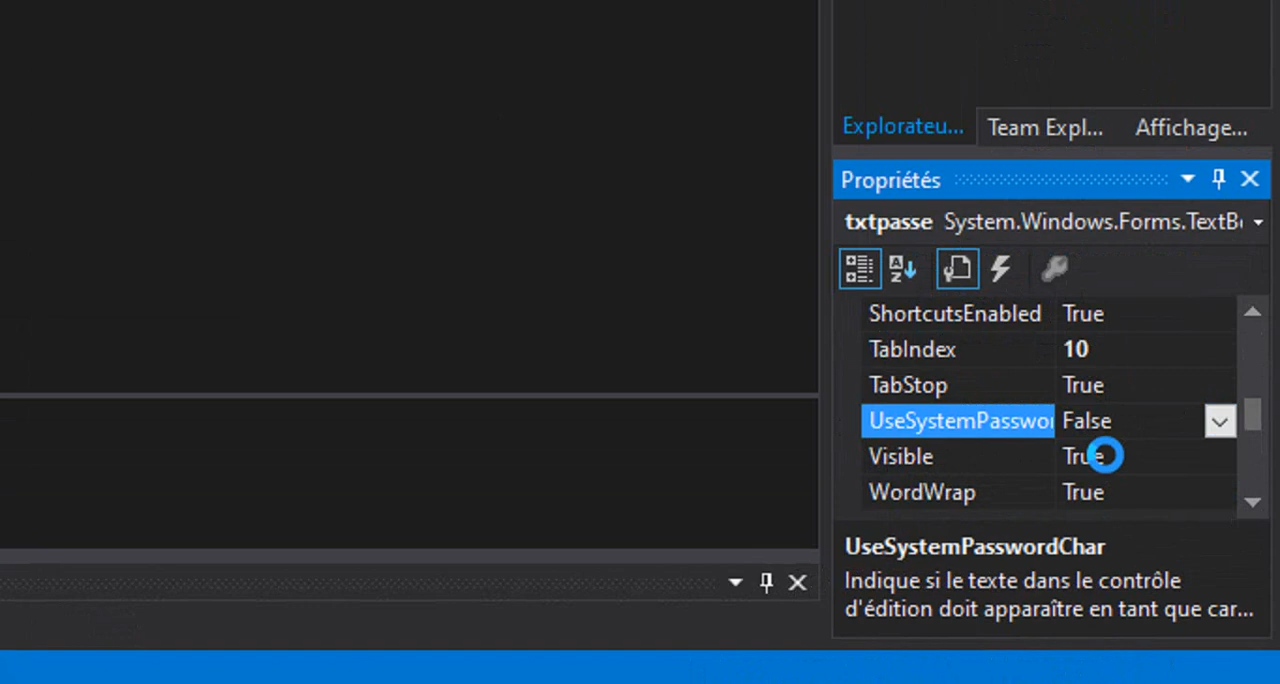 Explorateu... Team Expl... Affichage...
Propriétés
txtpasse System.Windows.Forms.TextB
ShortcutsEnabled True
TabIndex 10
TabStop True
UseSystemPasswor False
Visible True
WordWrap True
UseSystemPasswordChar
Indique si le texte dans le contrôle
d'édition doit apparaître en tant que car...